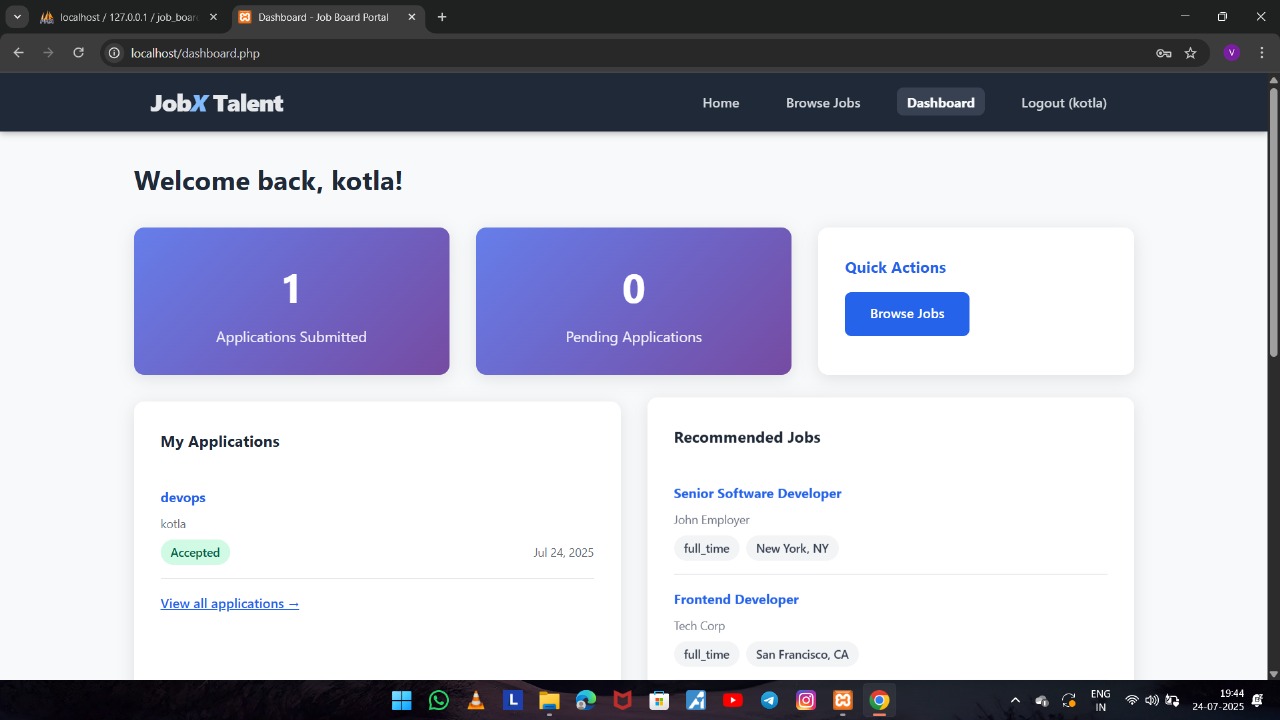 localhost / 127.0.0.1 / job_board
Dashboard - Job Board Portal
localhost/dashboard.php
V
JobX Talent
Home
Browse Jobs
Dashboard
Logout (kotla)
Welcome back, kotla!
1
Applications Submitted
0
Pending Applications
Quick Actions
Browse Jobs
My Applications
devops
kotla
Accepted
Jul 24, 2025
View all applications →
Recommended Jobs
Senior Software Developer
John Employer
full_time
New York, NY
Frontend Developer
Tech Corp
full_time
San Francisco, CA
L
ENG
IN
19:44
24-07-2025